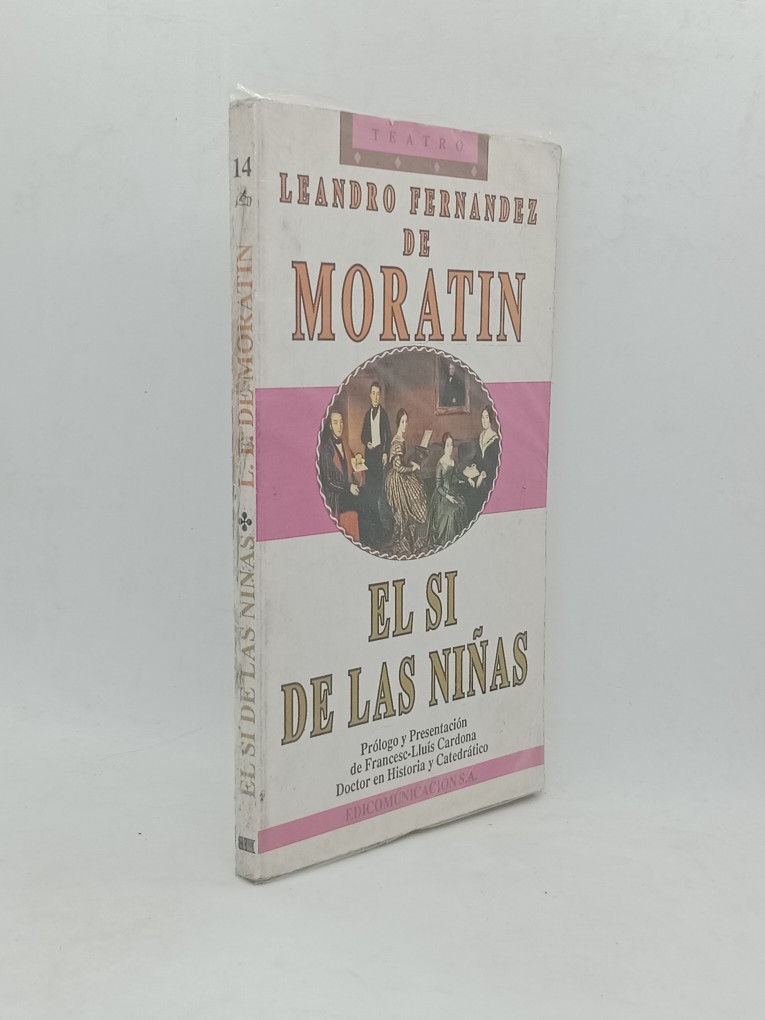 TEATRO
LEANDRO FERNANDEZ
DE
MORATIN
EL SI
DE LAS NIÑAS
Prólogo y Presentación
de Francesc-Lluís Cardona
Doctor en Historia y Catedrático
EDICOMUNICACION S.A.
14
EL SI DE LAS NIÑAS ♣ L. F. DE MORATIN